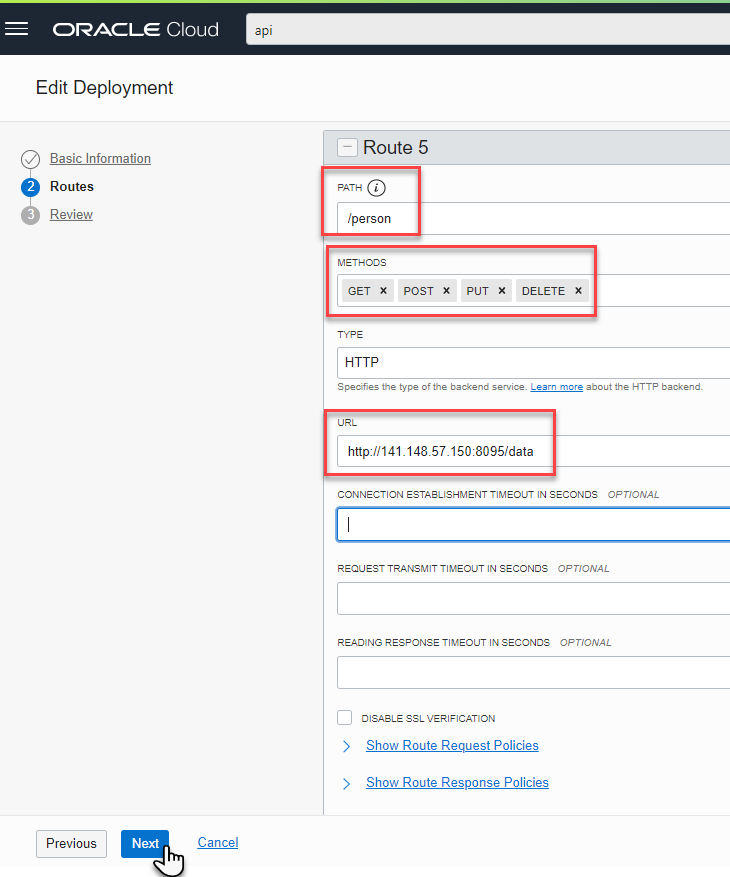 ORACLE Cloud
api
Edit Deployment
Basic Information
2 Routes
3 Review
Route 5
PATH i
/person
METHODS
GET × POST × PUT × DELETE ×
TYPE
HTTP
Specifies the type of the backend service. Learn more about the HTTP backend.
URL
http://141.148.57.150:8095/data
CONNECTION ESTABLISHMENT TIMEOUT IN SECONDS OPTIONAL
REQUEST TRANSMIT TIMEOUT IN SECONDS OPTIONAL
READING RESPONSE TIMEOUT IN SECONDS OPTIONAL
DISABLE SSL VERIFICATION
Show Route Request Policies
Show Route Response Policies
Previous Next Cancel